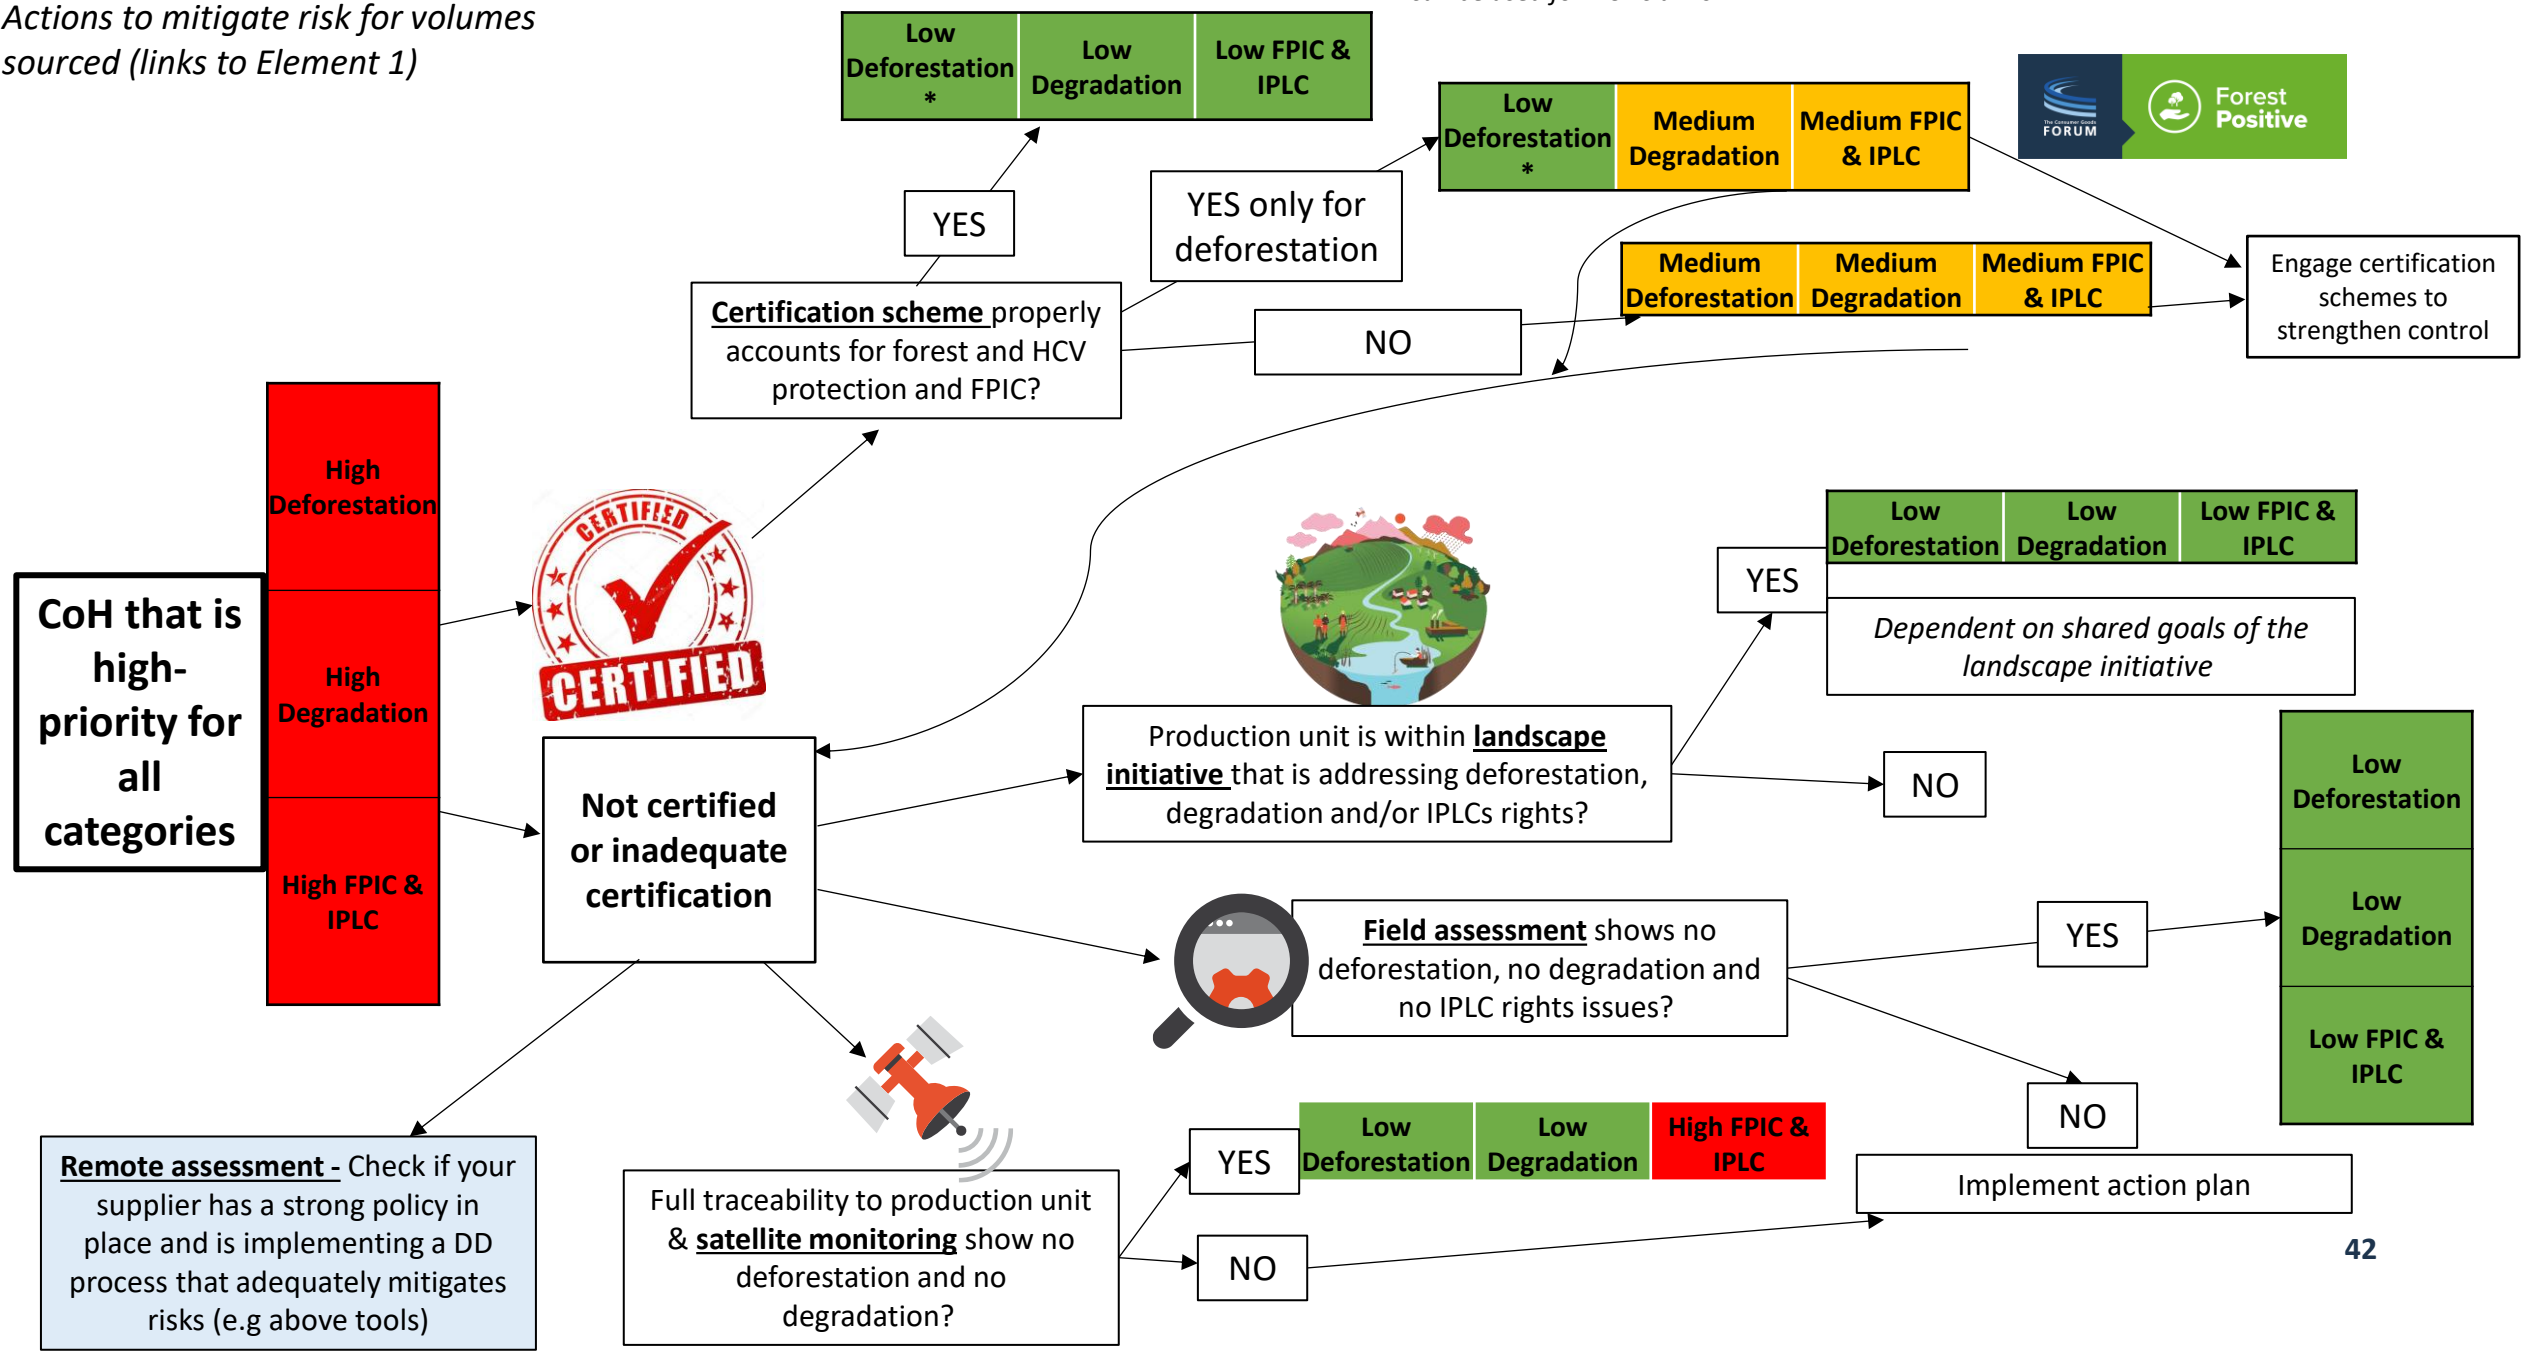 Actions to mitigate risk for volumes
sourced (links to Element 1)
Low
Deforestation
*
Low
Degradation
Low FPIC &
IPLC
The Consumer Goods
FORUM
Forest
Positive
Low
Deforestation
*
Medium
Degradation
Medium FPIC
& IPLC
YES
YES only for
deforestation
Medium
Deforestation
Medium
Degradation
Medium FPIC
& IPLC
Engage certification
schemes to
strengthen control
Certification scheme properly
accounts for forest and HCV
protection and FPIC?
NO
High
Deforestation
High
Degradation
High FPIC &
IPLC
CoH that is
high-
priority for
all
categories
CERTIFIED
CERTIFIED
Not certified
or inadequate
certification
Low
Deforestation
Low
Degradation
Low FPIC &
IPLC
YES
Dependent on shared goals of the
landscape initiative
Production unit is within landscape
initiative that is addressing deforestation,
degradation and/or IPLCs rights?
NO
Low
Deforestation
Low
Degradation
Low FPIC &
IPLC
Field assessment shows no
deforestation, no degradation and
no IPLC rights issues?
YES
NO
Implement action plan
Remote assessment - Check if your
supplier has a strong policy in
place and is implementing a DD
process that adequately mitigates
risks (e.g above tools)
Full traceability to production unit
& satellite monitoring show no
deforestation and no
degradation?
YES
Low
Deforestation
Low
Degradation
High FPIC &
IPLC
NO
42